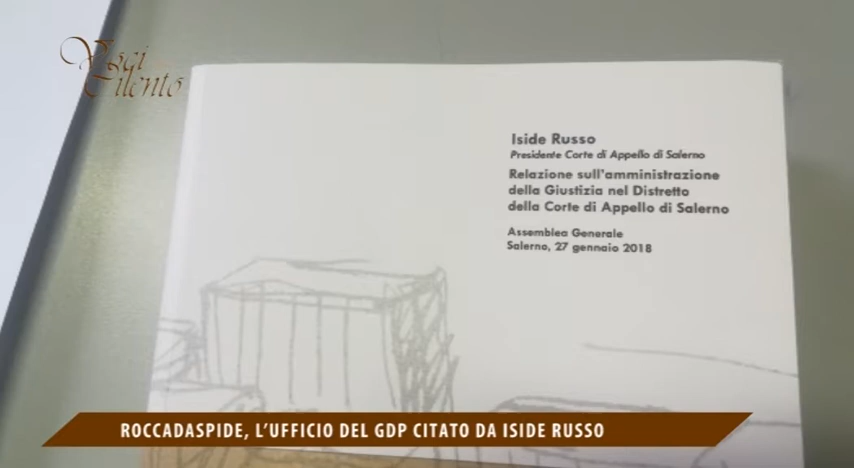 Voci
Cilento
Iside Russo
Presidente Corte di Appello di Salerno
Relazione sull'amministrazione
della Giustizia nel Distretto
della Corte di Appello di Salerno
Assemblea Generale
Salerno, 27 gennaio 2018
ROCCADASPIDE, L'UFFICIO DEL GDP CITATO DA ISIDE RUSSO